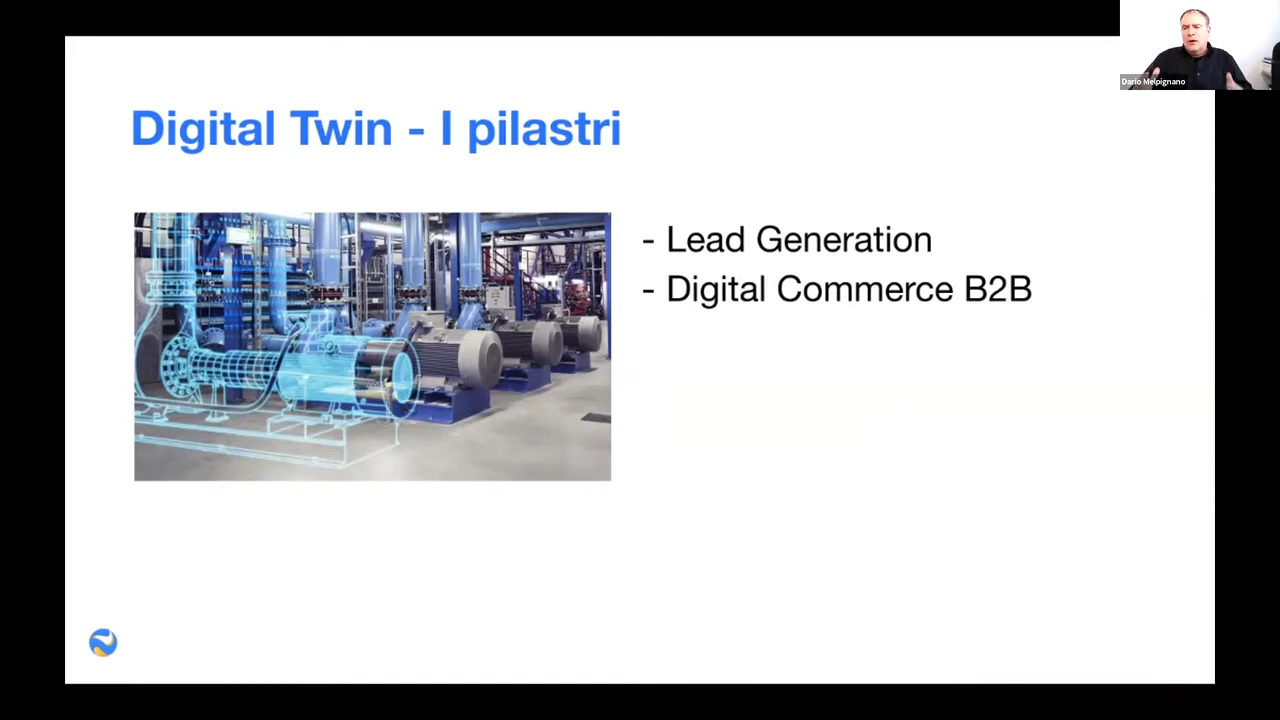 Dario Melpignano
Digital Twin - I pilastri
- Lead Generation
- Digital Commerce B2B